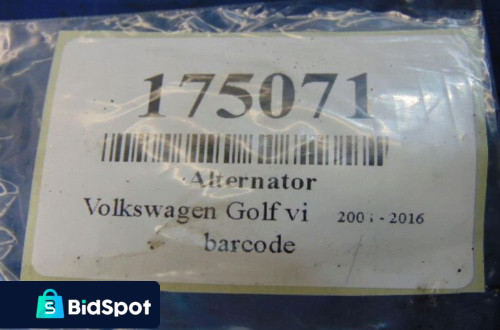 175071
Alternator
Volkswagen Golf vi - 2016
barcode
BidSpot